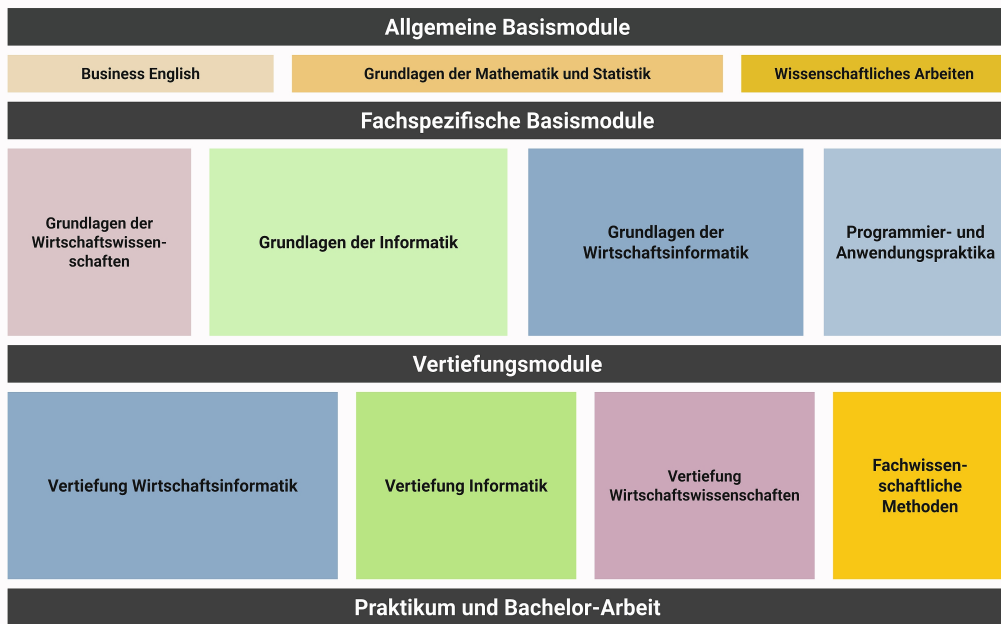 Allgemeine Basismodule
Business English
Grundlagen der Mathematik und Statistik
Wissenschaftliches Arbeiten
Fachspezifische Basismodule
Grundlagen der
Wirtschaftswissen-
schaften
Grundlagen der Informatik
Grundlagen der
Wirtschaftsinformatik
Programmier- und
Anwendungspraktika
Vertiefungsmodule
Vertiefung Wirtschaftsinformatik
Vertiefung Informatik
Vertiefung
Wirtschaftswissenschaften
Fachwissen-
schaftliche
Methoden
Praktikum und Bachelor-Arbeit